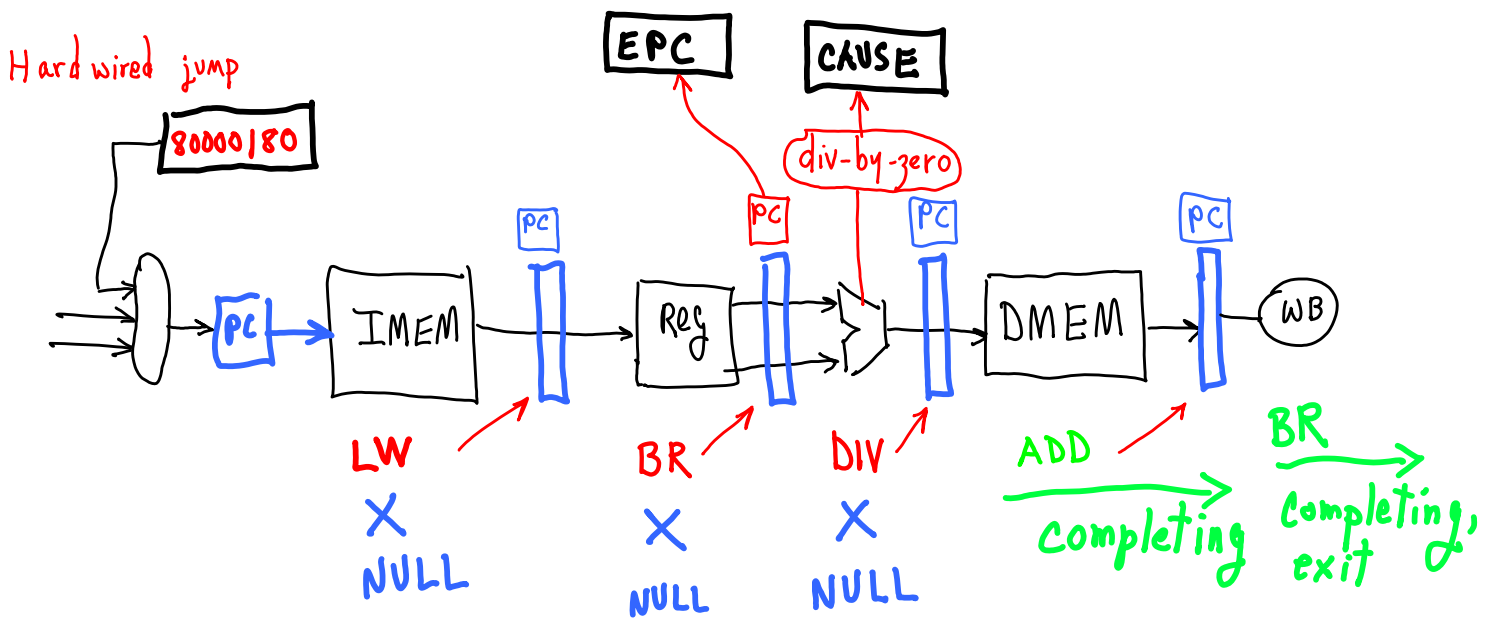 Hardwired jump
80000180
EPC
CAUSE
div-by-zero
PC
PC
PC
PC
PC
IMEM
Reg
DMEM
WB
LW
BR
DIV
ADD
BR
X
X
X
NULL
NULL
NULL
completing
completing,
exit